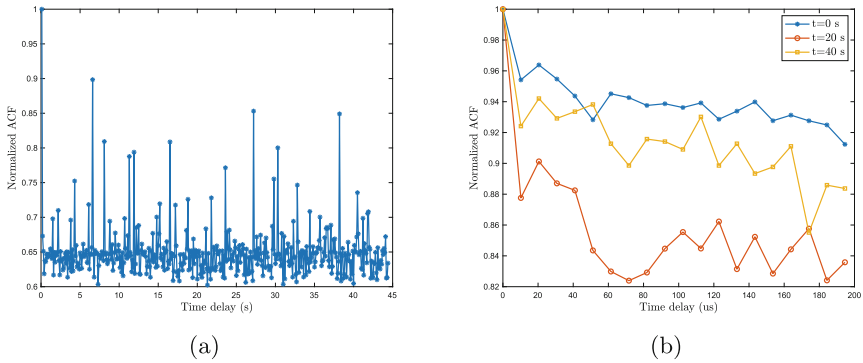 1
0.95
0.9
0.85
0.8
0.75
0.7
0.65
0.6
Normalized ACF
0 5 10 15 20 25 30 35 40 45
Time delay (s)
(a)
1
0.98
0.96
0.94
0.92
0.9
0.88
0.86
0.84
0.82
Normalized ACF
t=0 s
t=20 s
t=40 s
0 20 40 60 80 100 120 140 160 180 200
Time delay (us)
(b)